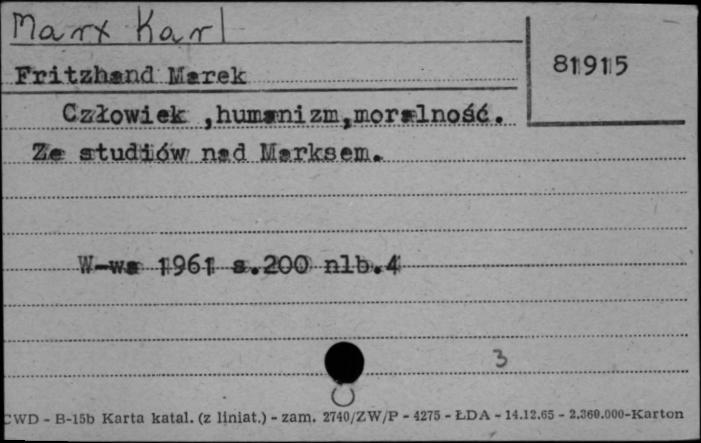 Marx Karl
81915
Fritzhand Marek
Człowiek ,humanizm,moralność.
Ze studiów nad Marksem.
W-wa 1961 s.200 nlb.4
3
CWD - B-15b Karta katal. (z liniat.) - zam. 2740/ZW/P - 4275 - ŁDA - 14.12.65 - 2.360.000-Karton